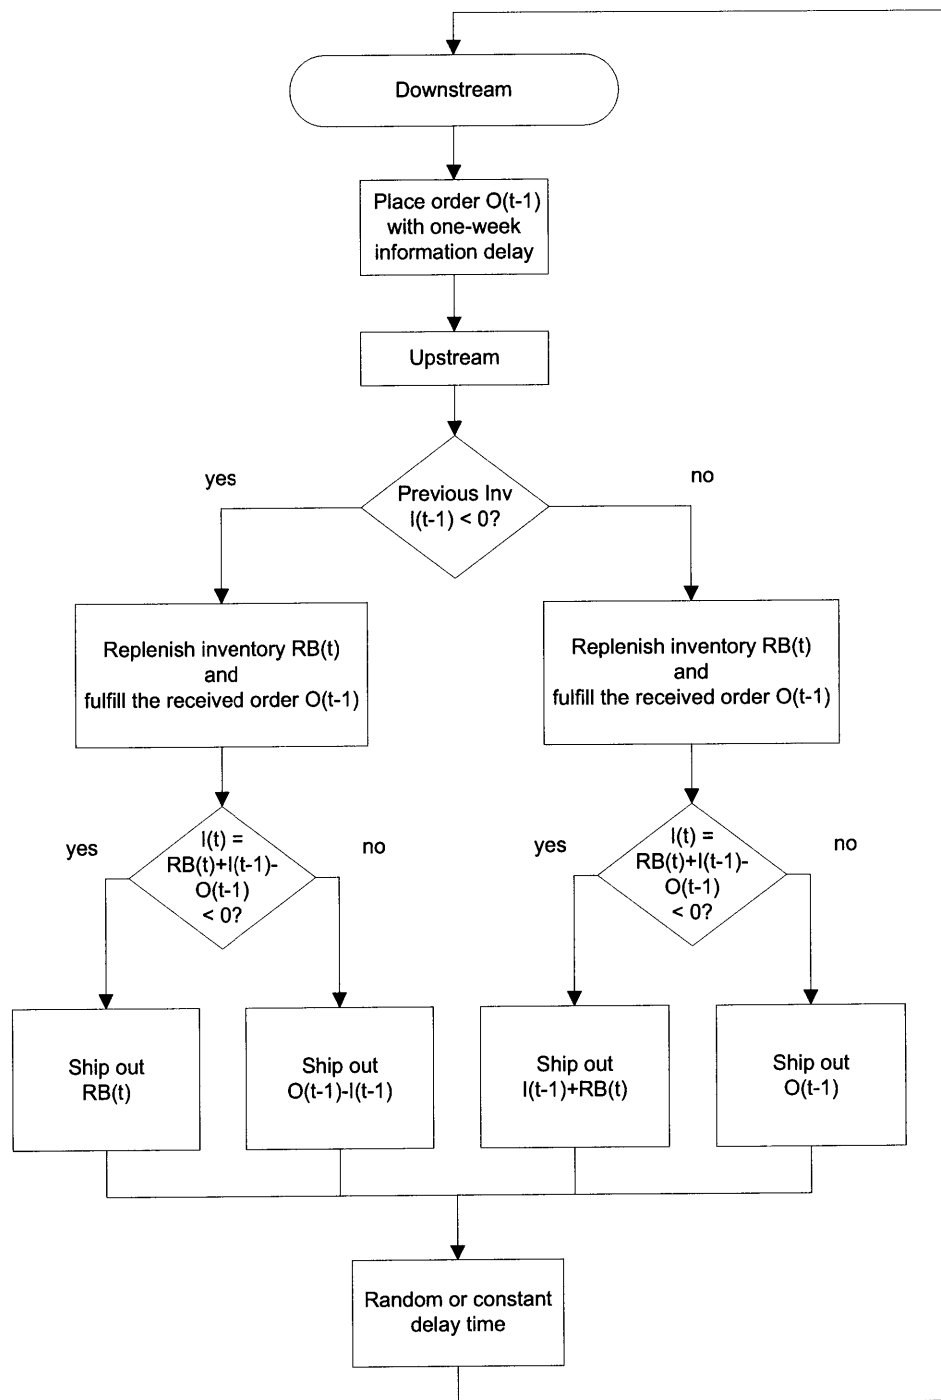 Downstream
Place order O(t-1)
with one-week
information delay
Upstream
yes
no
Previous Inv
I(t-1) < 0?
Replenish inventory RB(t)
and
fulfill the received order O(t-1)
Replenish inventory RB(t)
and
fulfill the received order O(t-1)
yes
I(t) =
RB(t)+I(t-1)-
O(t-1)
< 0?
no
yes
I(t) =
RB(t)+I(t-1)-
O(t-1)
< 0?
no
Ship out
RB(t)
Ship out
O(t-1)-I(t-1)
Ship out
I(t-1)+RB(t)
Ship out
O(t-1)
Random or constant
delay time